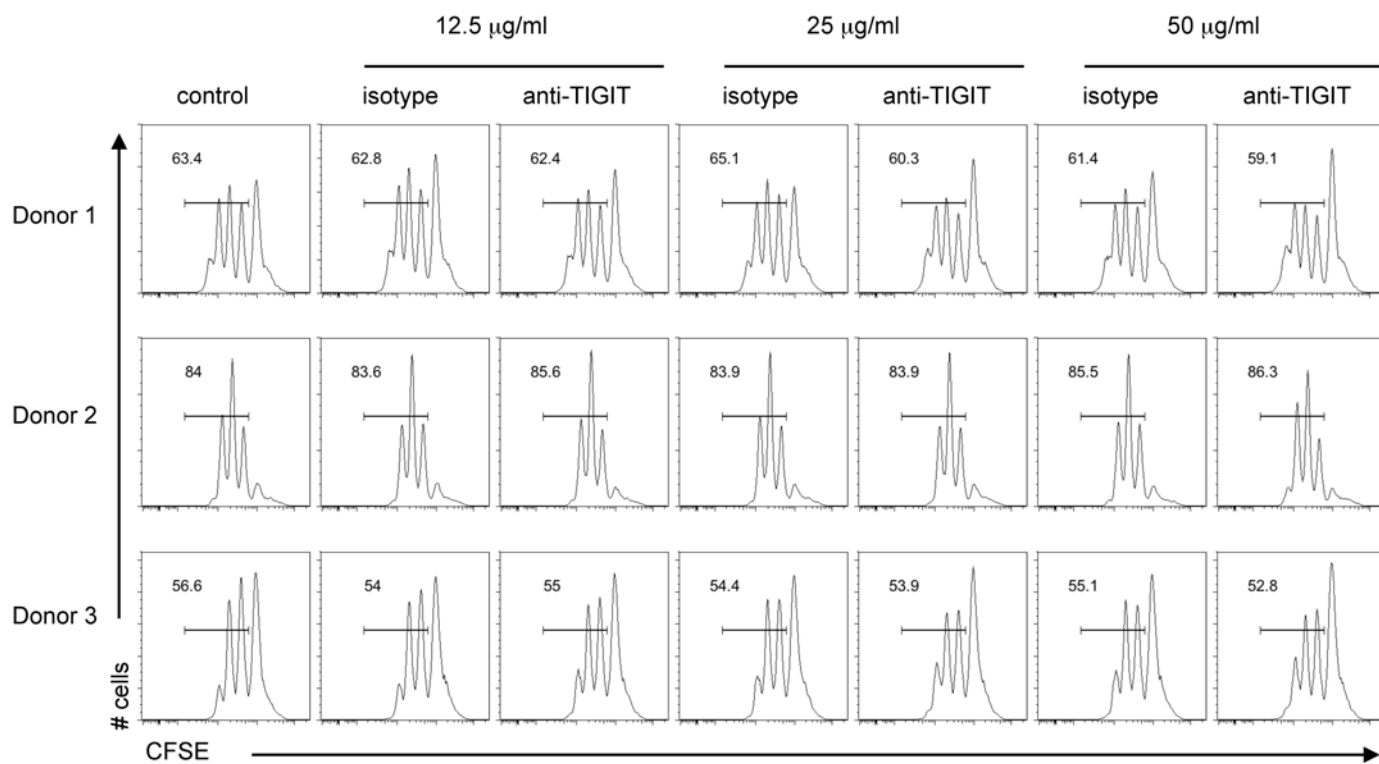 12.5 μg/ml 25 μg/ml 50 μg/ml
control isotype anti-TIGIT isotype anti-TIGIT isotype anti-TIGIT
63.4 62.8 62.4 65.1 60.3 61.4 59.1
Donor 1
84 83.6 85.6 83.9 83.9 85.5 86.3
Donor 2
56.6 54 55 54.4 53.9 55.1 52.8
Donor 3
# cells
CFSE